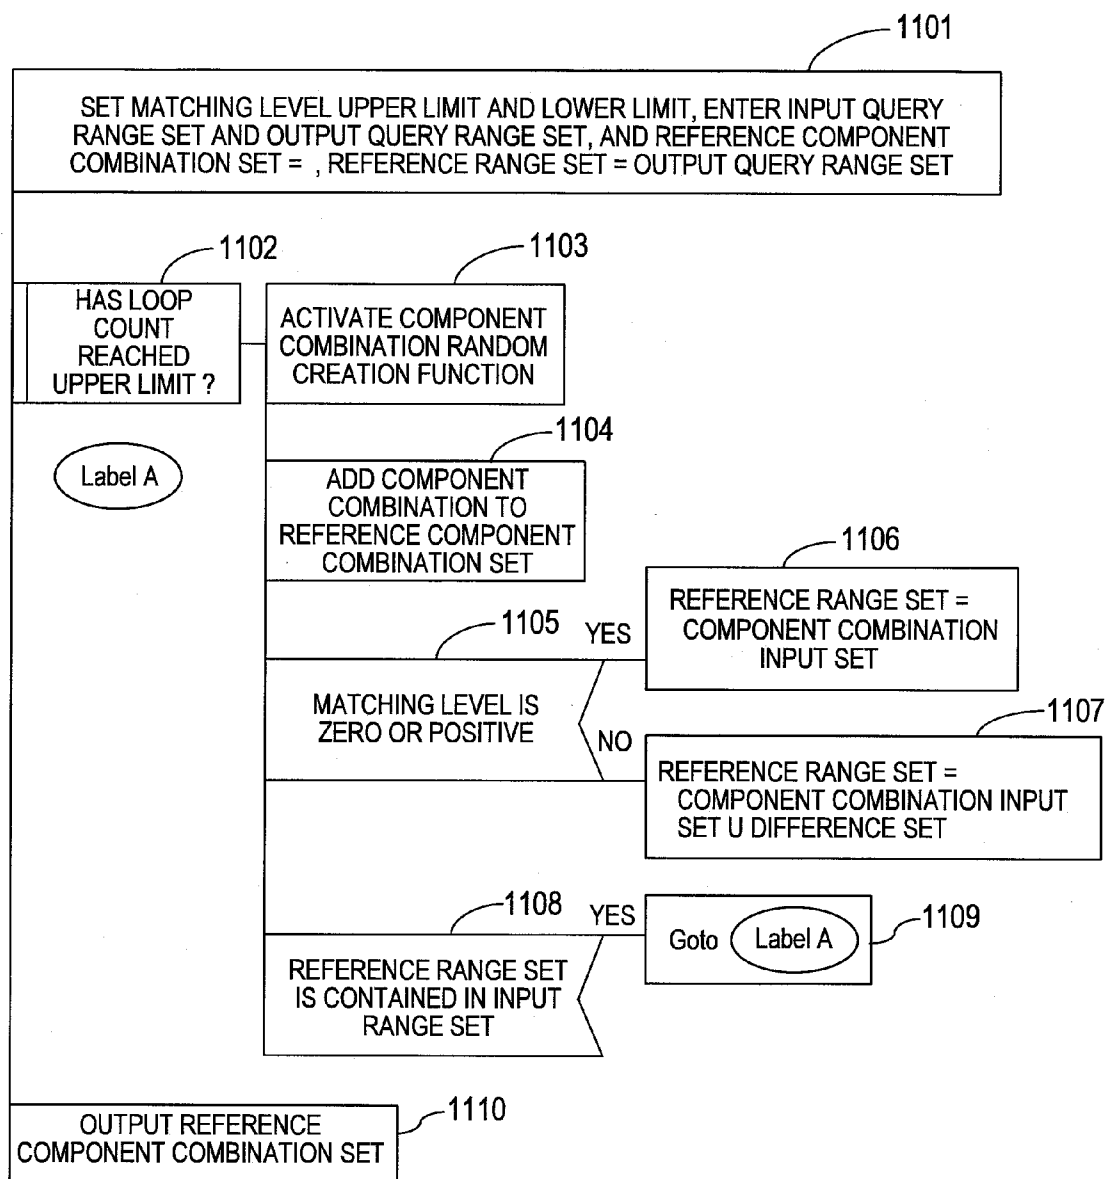 1101
SET MATCHING LEVEL UPPER LIMIT AND LOWER LIMIT, ENTER INPUT QUERY
RANGE SET AND OUTPUT QUERY RANGE SET, AND REFERENCE COMPONENT
COMBINATION SET = , REFERENCE RANGE SET = OUTPUT QUERY RANGE SET
1102
HAS LOOP
COUNT
REACHED
UPPER LIMIT ?
1103
ACTIVATE COMPONENT
COMBINATION RANDOM
CREATION FUNCTION
Label A
1104
ADD COMPONENT
COMBINATION TO
REFERENCE COMPONENT
COMBINATION SET
1105
MATCHING LEVEL IS
ZERO OR POSITIVE
YES
1106
REFERENCE RANGE SET =
COMPONENT COMBINATION
INPUT SET
NO
1107
REFERENCE RANGE SET =
COMPONENT COMBINATION INPUT
SET U DIFFERENCE SET
1108
REFERENCE RANGE SET
IS CONTAINED IN INPUT
RANGE SET
YES
Goto Label A
1109
1110
OUTPUT REFERENCE
COMPONENT COMBINATION SET